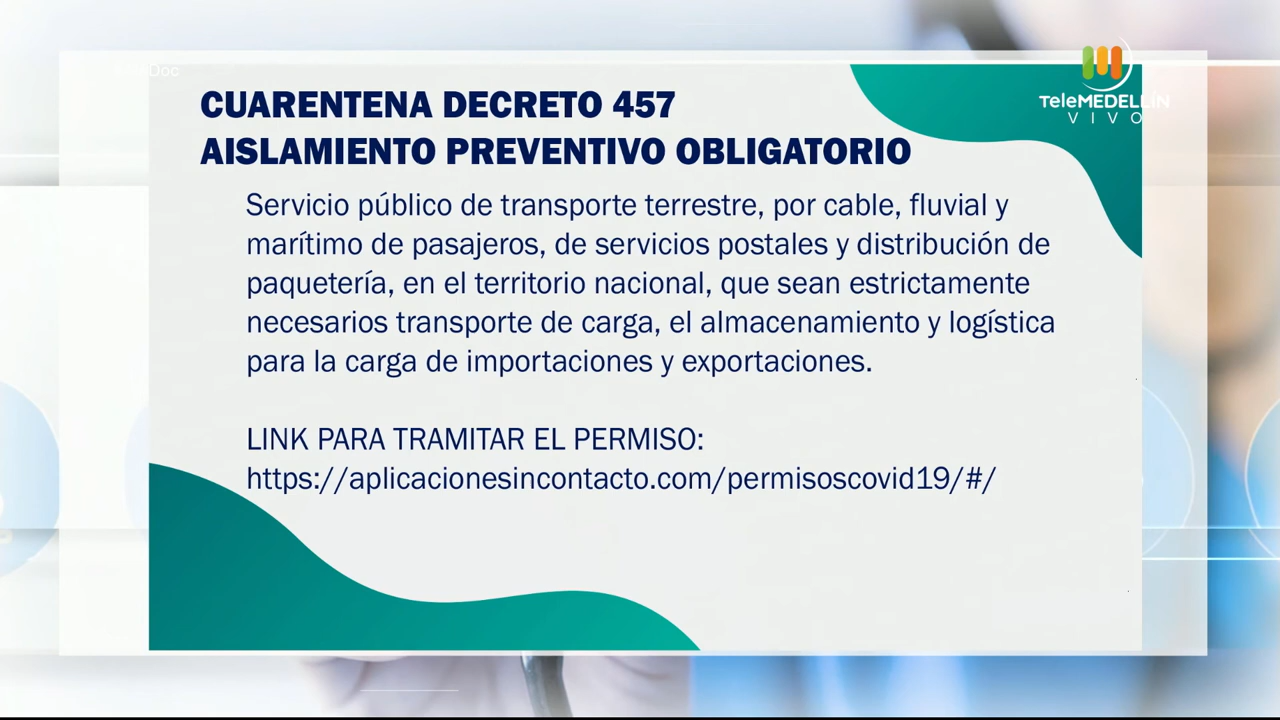 TeleMEDELLÍN
VIVO
CUARENTENA DECRETO 457
AISLAMIENTO PREVENTIVO OBLIGATORIO
Servicio público de transporte terrestre, por cable, fluvial y
marítimo de pasajeros, de servicios postales y distribución de
paquetería, en el territorio nacional, que sean estrictamente
necesarios transporte de carga, el almacenamiento y logística
para la carga de importaciones y exportaciones.
LINK PARA TRAMITAR EL PERMISO:
https://aplicacionesincontacto.com/permisoscovid19/#/